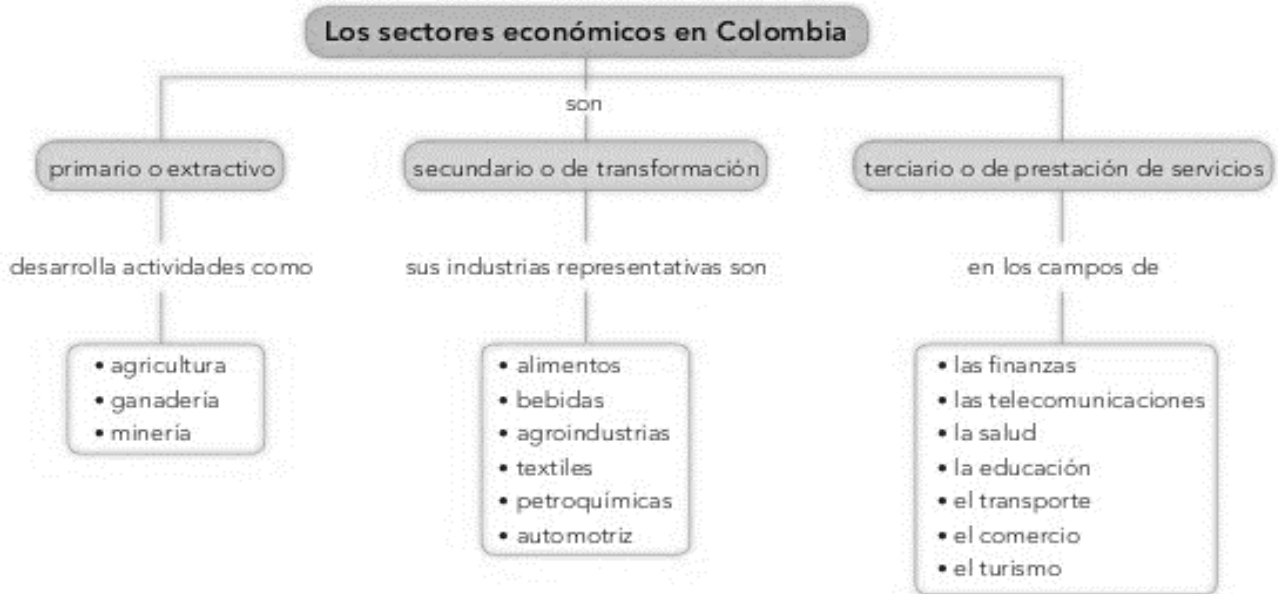 Los sectores económicos en Colombia
son
primario o extractivo
secundario o de transformación
terciario o de prestación de servicios
desarrolla actividades como
sus industrias representativas son
en los campos de
• agricultura
• ganadería
• minería
• alimentos
• bebidas
• agroindustrias
• textiles
• petroquímicas
• automotriz
• las finanzas
• las telecomunicaciones
• la salud
• la educación
• el transporte
• el comercio
• el turismo